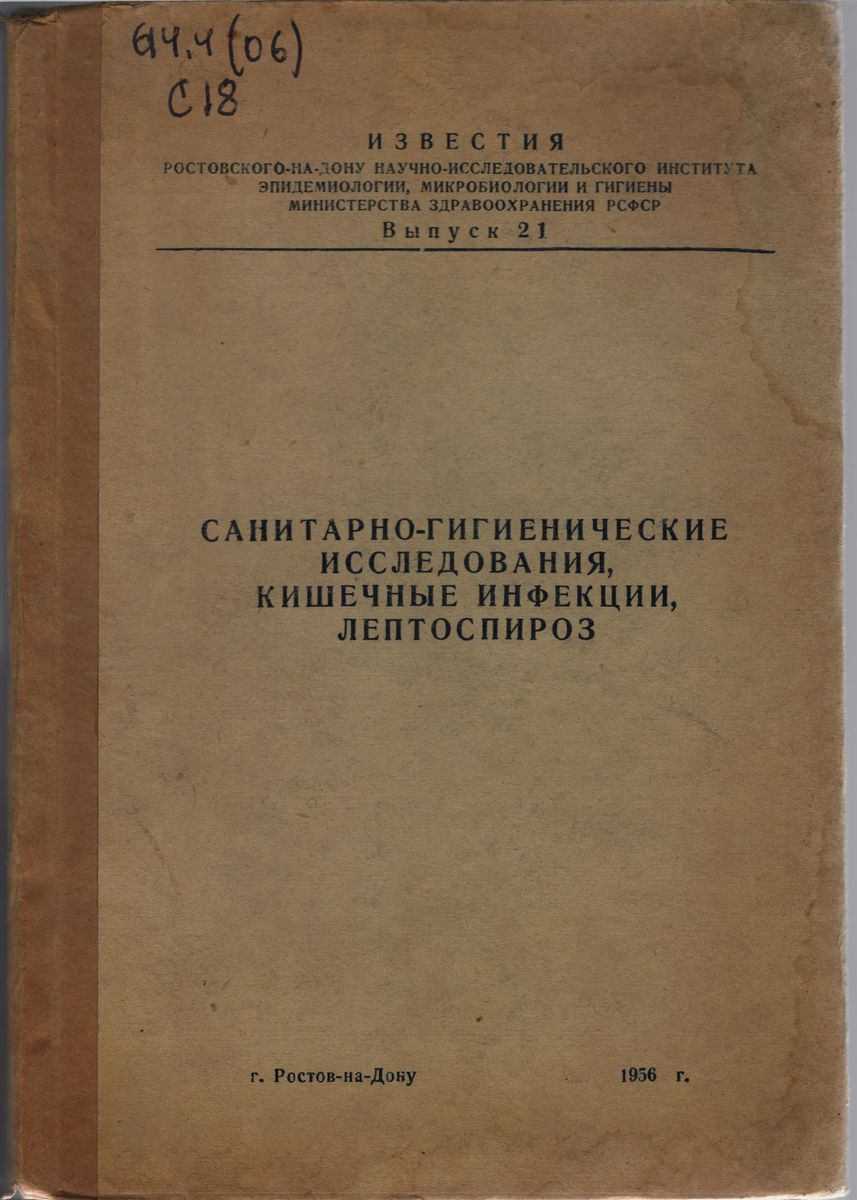 614.4(06)
С18
ИЗВЕСТИЯ
РОСТОВСКОГО-НА-ДОНУ НАУЧНО-ИССЛЕДОВАТЕЛЬСКОГО ИНСТИТУТА
ЭПИДЕМИОЛОГИИ, МИКРОБИОЛОГИИ И ГИГИЕНЫ
МИНИСТЕРСТВА ЗДРАВООХРАНЕНИЯ РСФСР
Выпуск 21
САНИТАРНО-ГИГИЕНИЧЕСКИЕ
ИССЛЕДОВАНИЯ,
КИШЕЧНЫЕ ИНФЕКЦИИ,
ЛЕПТОСПИРОЗ
г. Ростов-на-Дону 1956 г.